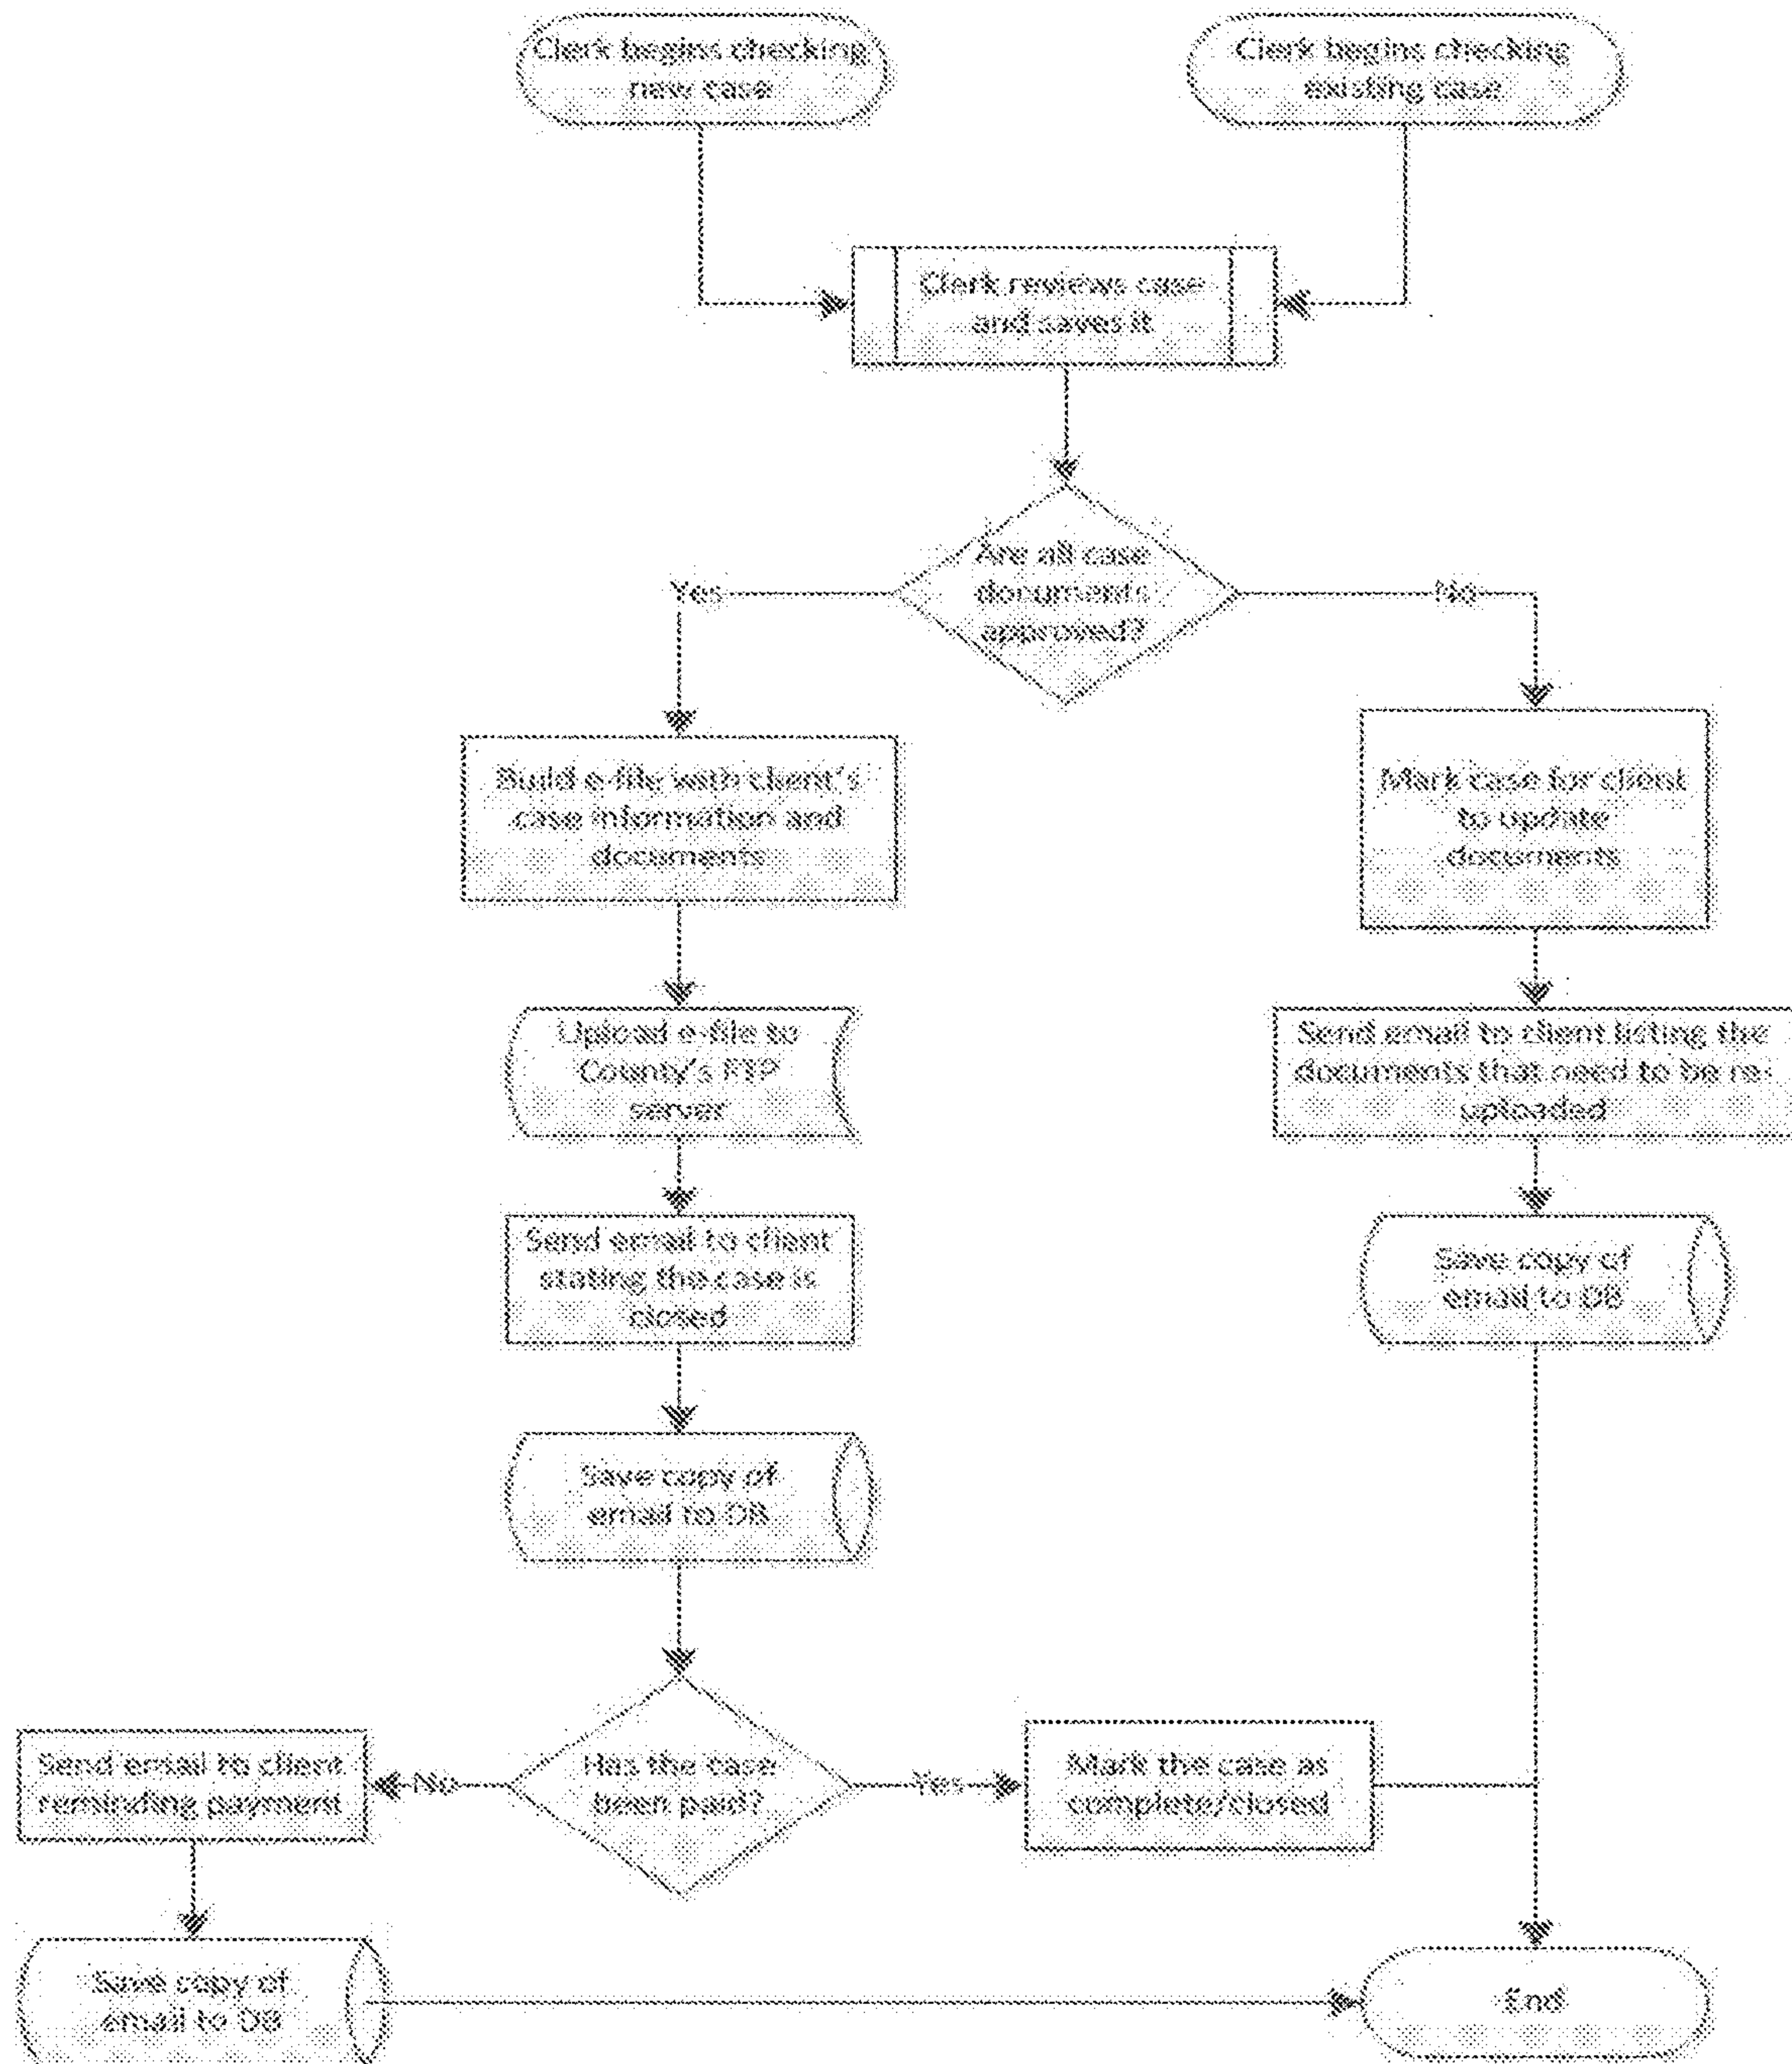 Clerk begins checking
new case
Clerk begins checking
existing case
Clerk reviews case
and saves it
Are all case
documents
approved?
Yes
No
Build e-file with client's
case information and
documents
Mark case for client
to update
documents
Upload e-file to
County's FTP
server
Send email to client listing the
documents that need to be re-
uploaded
Send email to client
stating the case is
closed
Save copy of
email to DB
Save copy of
email to DB
Has the case
been paid?
No
Yes
Send email to client
reminding payment
Mark the case as
complete/closed
Save copy of
email to DB
End